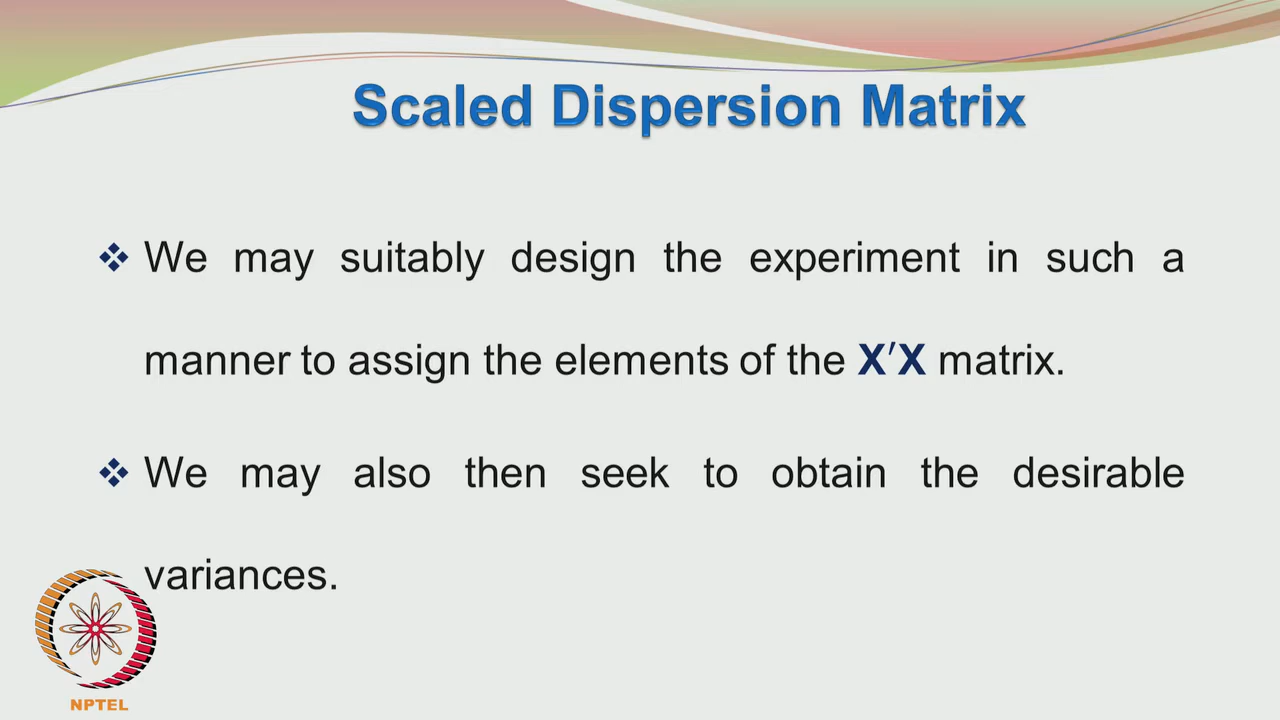 Scaled Dispersion Matrix
❖ We may suitably design the experiment in such a
manner to assign the elements of the X′X matrix.
❖ We may also then seek to obtain the desirable
variances.
NPTEL